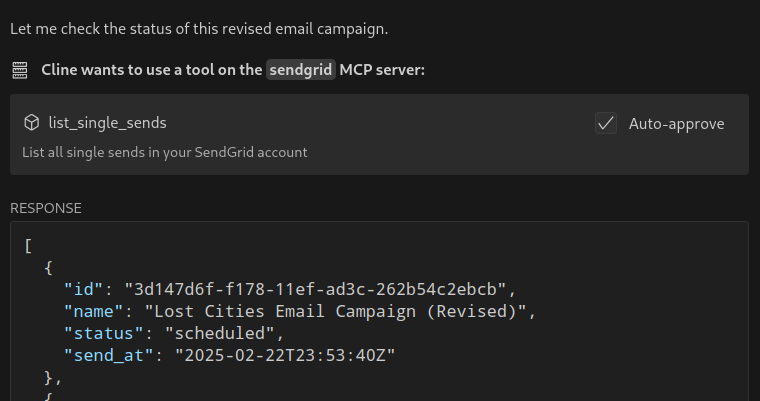 Let me check the status of this revised email campaign.
Cline wants to use a tool on the sendgrid MCP server:
list_single_sends
Auto-approve
List all single sends in your SendGrid account
RESPONSE
[
{
"id": "3d147d6f-f178-11ef-ad3c-262b54c2ebcb",
"name": "Lost Cities Email Campaign (Revised)",
"status": "scheduled",
"send_at": "2025-02-22T23:53:40Z"
},
{